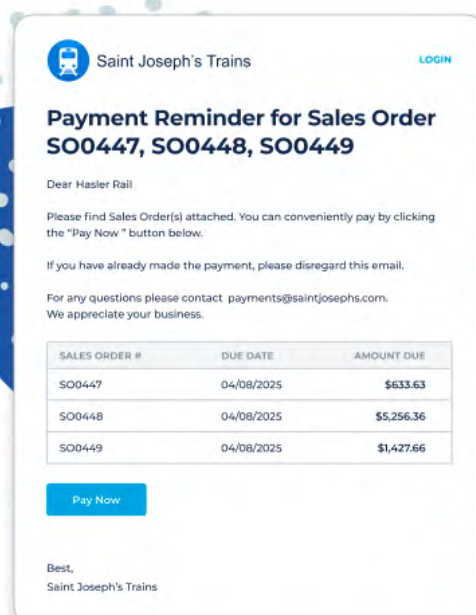 Saint Joseph's Trains
LOGIN
Payment Reminder for Sales Order
SO0447, SO0448, SO0449
Dear Hasler Rail
Please find Sales Order(s) attached. You can conveniently pay by clicking
the "Pay Now " button below.
If you have already made the payment, please disregard this email.
For any questions please contact payments@saintjosephs.com.
We appreciate your business.
SALES ORDER # DUE DATE AMOUNT DUE
SO0447 04/08/2025 $633.63
SO0448 04/08/2025 $5,256.36
SO0449 04/08/2025 $1,427.66
Pay Now
Best,
Saint Joseph's Trains